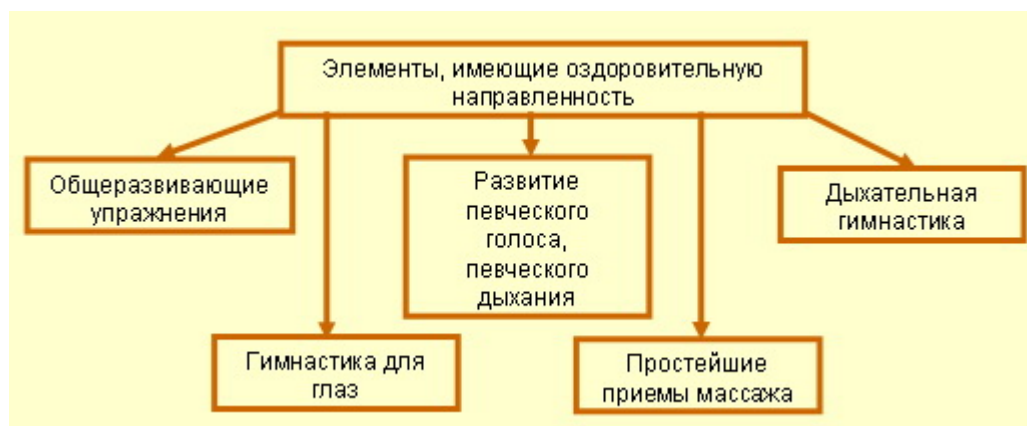 Элементы, имеющие оздоровительную
направленность
Общеразвивающие
упражнения
Развитие
певческого
голоса,
певческого
дыхания
Дыхательная
гимнастика
Гимнастика для
глаз
Простейшие
приемы массажа